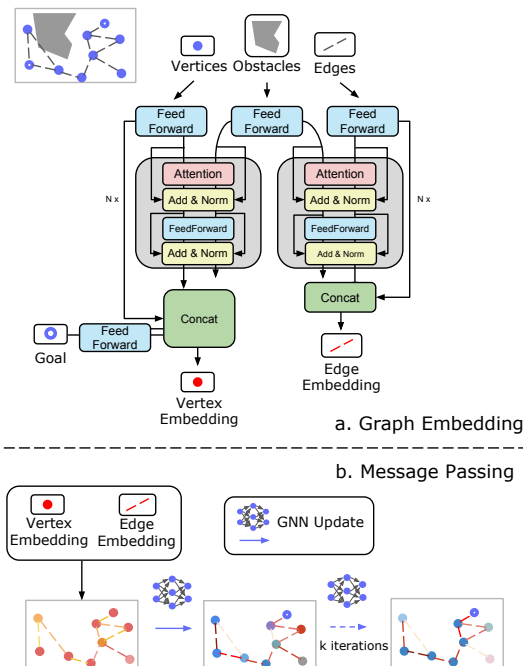 Vertices
Obstacles
Edges
Feed
Forward
Feed
Forward
Feed
Forward
N x
Attention
Add & Norm
FeedForward
Add & Norm
Attention
Add & Norm
FeedForward
Add & Norm
N x
Concat
Concat
Goal
Feed
Forward
Vertex
Embedding
Edge
Embedding
a. Graph Embedding
b. Message Passing
Vertex
Embedding
Edge
Embedding
GNN Update
k iterations